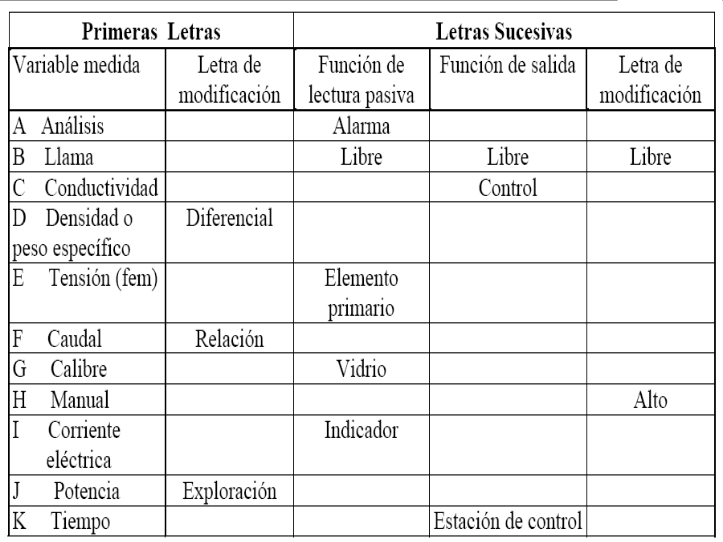 Primeras Letras Letras Sucesivas
Variable medida Letra de modificación Función de lectura pasiva Función de salida Letra de modificación
A Análisis Alarma
B Llama Libre Libre Libre
C Conductividad Control
D Densidad o peso específico Diferencial
E Tensión (fem) Elemento primario
F Caudal Relación
G Calibre Vidrio
H Manual Alto
I Corriente eléctrica Indicador
J Potencia Exploración
K Tiempo Estación de control